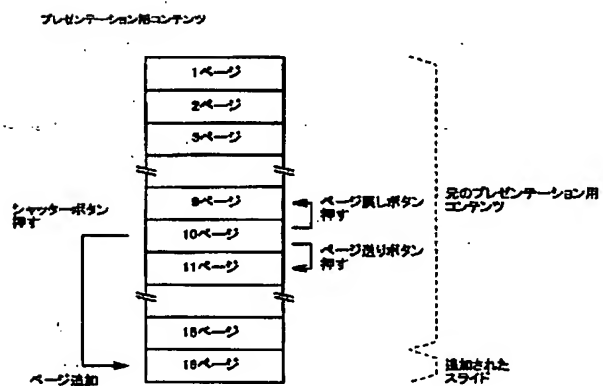 プレゼンテーション用コンテンツ
1ページ
2ページ
3ページ
9ページ
10ページ
11ページ
15ページ
16ページ
シャッターボタン
押す
ページ追加
ページ戻しボタン
押す
ページ送りボタン
押す
元のプレゼンテーション用
コンテンツ
追加された
スライド